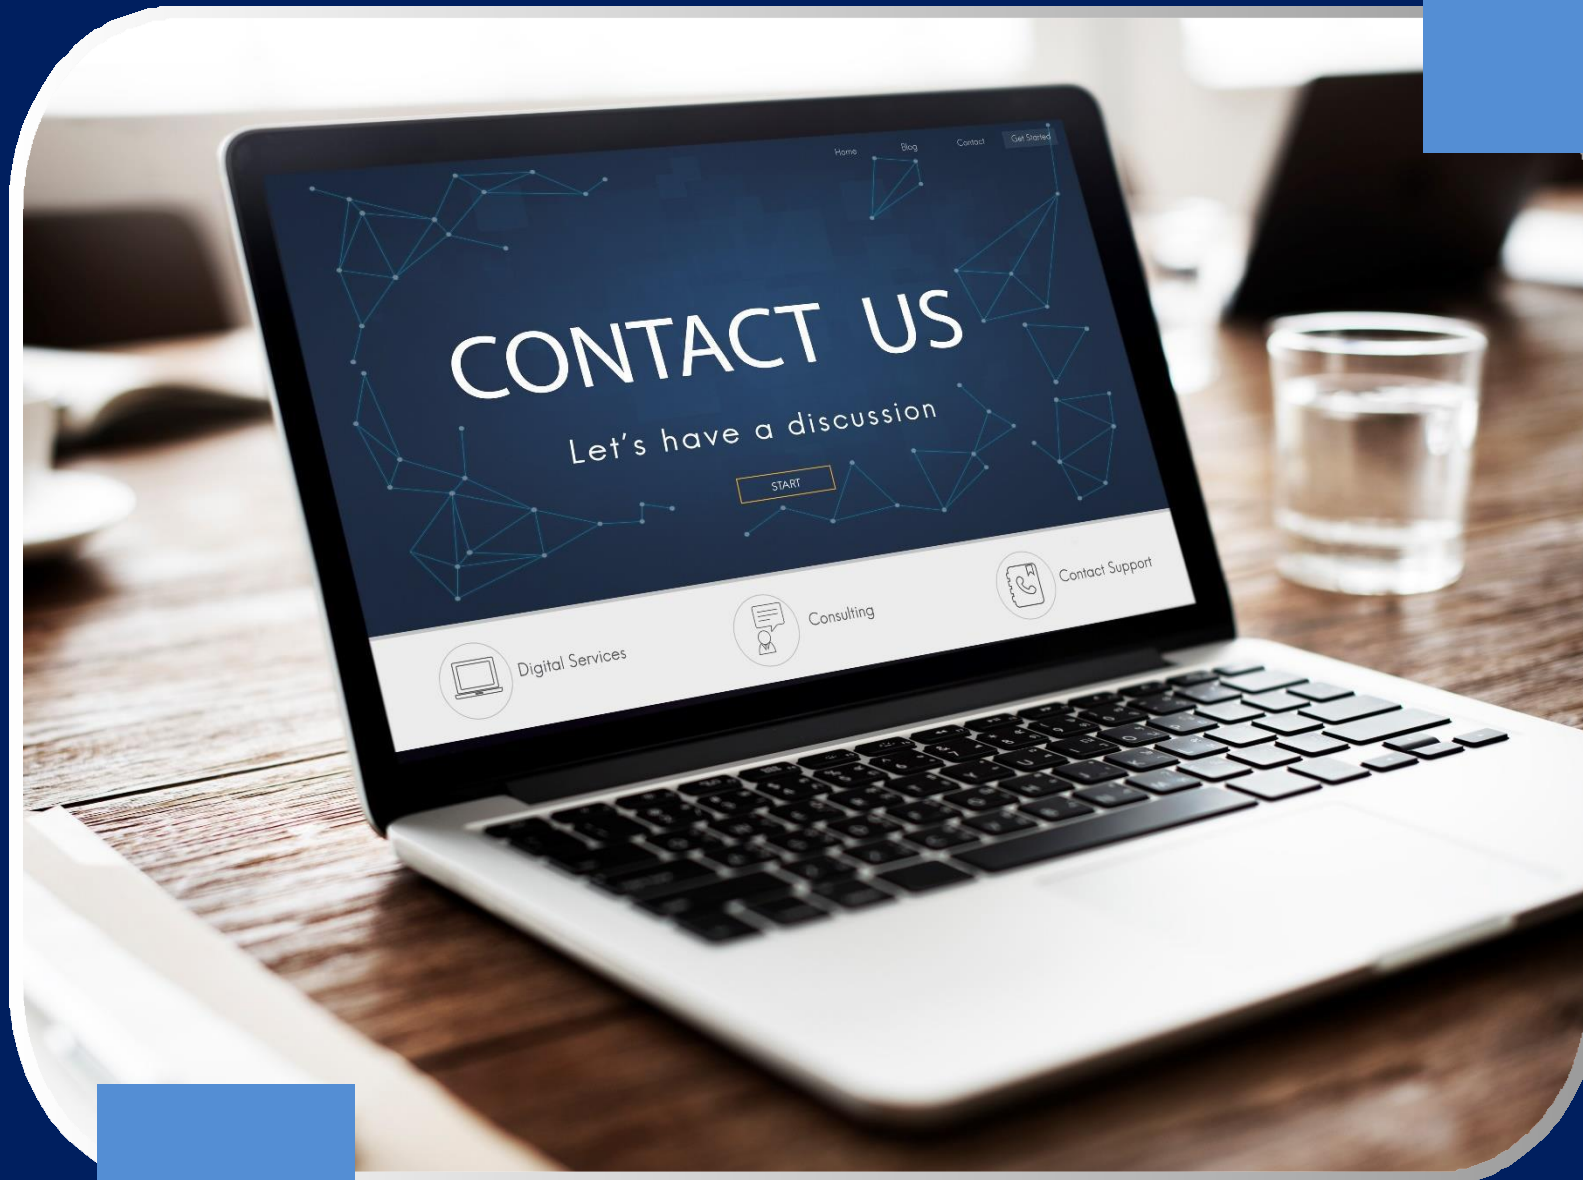 Home Blog Contact Get Started
CONTACT US
Let's have a discussion
START
Digital Services
Consulting
Contact Support